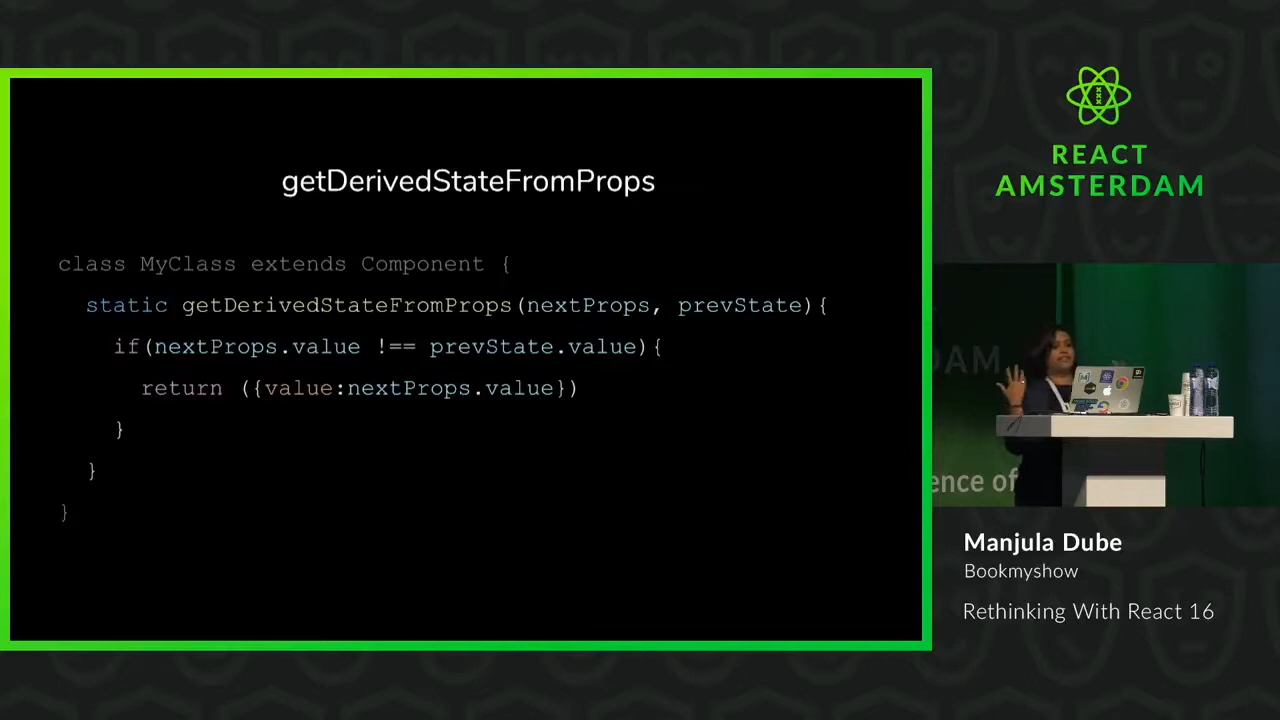 getDerivedStateFromProps
class MyClass extends Component {
static getDerivedStateFromProps(nextProps, prevState){
if(nextProps.value !== prevState.value){
return ({value:nextProps.value})
}
}
}
REACT
AMSTERDAM
DAM
ence of
Manjula Dube
Bookmyshow
Rethinking With React 16